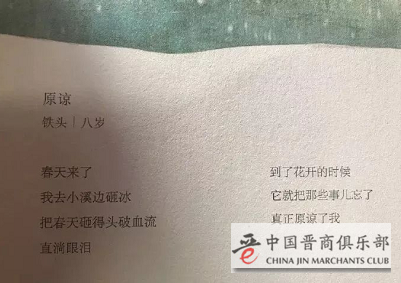 原谅
铁头｜八岁
春天来了
我去小溪边砸冰
把春天砸得头破血流
直淌眼泪
到了花开的时候
它就把那些事儿忘了
真正原谅了我
中国晋商俱乐部
CHINA JIN MARCHANTS CLUB